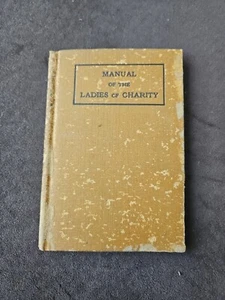 MANUAL
OF THE
LADIES OF CHARITY